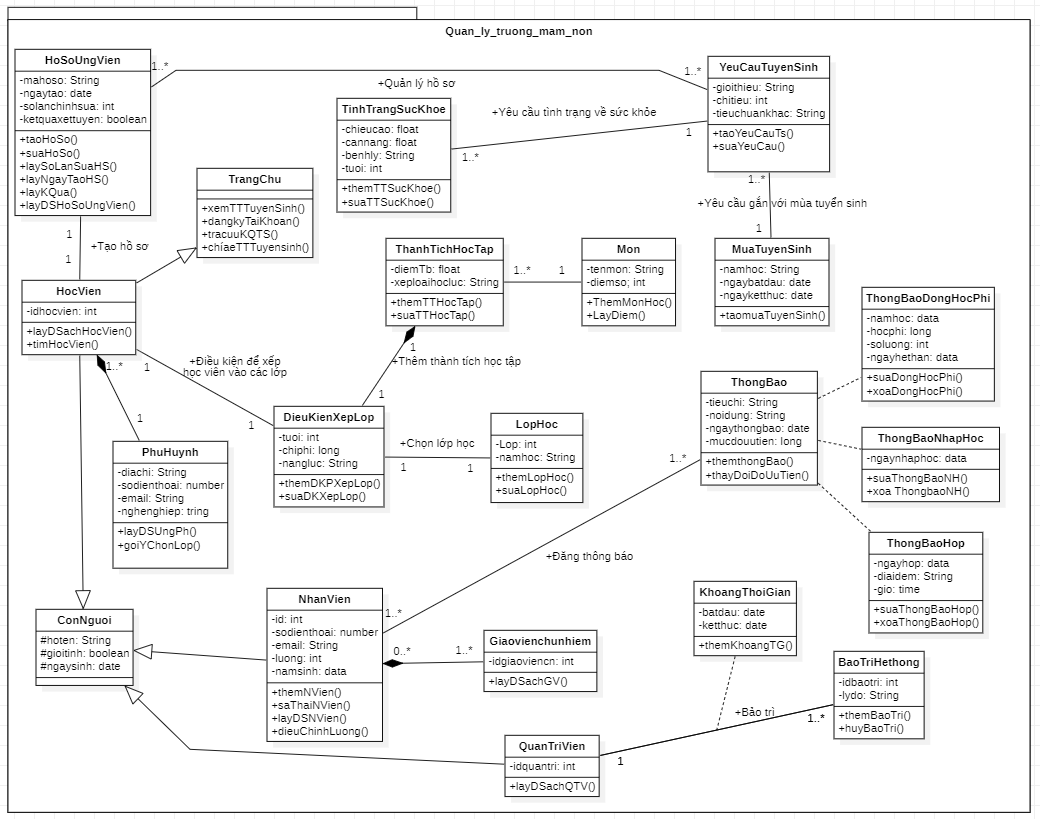 Quan_ly_truong_mam_non
HoSoUngVien
-mahoso: String
-ngaytao: date
-solanchinhsua: int
-ketquaxettuyen: boolean
+taoHoSo()
+suaHoSo()
+laySoLanSuaHS()
+layNgayTaoHS()
+layKQua()
+layDSHoSoUngVien()
1..*
+Quản lý hồ sơ
1..*
YeuCauTuyenSinh
-gioithieu: String
-chitieu: int
-tieuchuankhac: String
+taoYeuCauTs()
+suaYeuCau()
TinhTrangSucKhoe
-chieucao: float
-cannang: float
-benhly: String
-tuoi: int
+themTTSucKhoe()
+suaTTSucKhoe()
+Yêu cầu tình trạng về sức khỏe
1
1..*
TrangChu
+xemTTTuyenSinh()
+dangkyTaiKhoan()
+tracuuKQTS()
+chíaeTTTuyensinh()
1..*
+Yêu cầu gắn với mùa tuyển sinh
1
1
+Tạo hồ sơ
1
ThanhTichHocTap
-diemTb: float
-xeploaihocluc: String
+themTTHocTap()
+suaTTHocTap()
1..*
1
Mon
-tenmon: String
-diemso; int
+ThemMonHoc()
+LayDiem()
MuaTuyenSinh
-namhoc: String
-ngaybatdau: date
-ngayketthuc: date
+taomuaTuyenSinh()
HocVien
-idhocvien: int
+layDSachHocVien()
+timHocVien()
ThongBaoDongHocPhi
-namhoc: data
-hocphi: long
-soluong: int
-ngayhethan: data
+suaDongHocPhi()
+xoaDongHocPhi()
1..*
1
+Điều kiện để xếp
học viên vào các lớp
1
1
+Thêm thành tích học tập
1
1
ThongBao
-tieuchi: String
-noidung: String
-ngaythongbao: date
-mucdouutien: long
+themthongBao()
+thayDoiDoUuTien()
DieuKienXepLop
-tuoi: int
-chiphi: long
-nangluc: String
+themDKPXepLop()
+suaDKXepLop()
+Chọn lớp học
1
1
LopHoc
-Lop: int
-namhoc: String
+themLopHoc()
+suaLopHoc()
ThongBaoNhapHoc
-ngaynhaphoc: data
+suaThongBaoNH()
+xoa ThongbaoNH()
PhuHuynh
-diachi: String
-sodienthoai: number
-email: String
-nghenghiep: tring
+layDSUngPh()
+goiYChonLop()
1..*
+Đăng thông báo
1..*
ThongBaoHop
-ngayhop: data
-diaidem: String
-gio: time
+suaThongBaoHop()
+xoaThongBaoHop()
NhanVien
-id: int
-sodienthoai: number
-email: String
-luong: int
-namsinh: data
+themNVien()
+saThaiNVien()
+layDSNVien()
+dieuChinhLuong()
KhoangThoiGian
-batdau: date
-ketthuc: date
+themKhoangTG()
ConNguoi
#hoten: String
#gioitinh: boolean
#ngaysinh: date
0..*
1..*
Giaovienchunhiem
-idgiaoviencn: int
+layDSachGV()
BaoTriHethong
-idbaotri: int
-lydo: String
+themBaoTri()
+huyBaoTri()
+Bảo trì
1..*
1
QuanTriVien
-idquantri: int
+layDSachQTV()